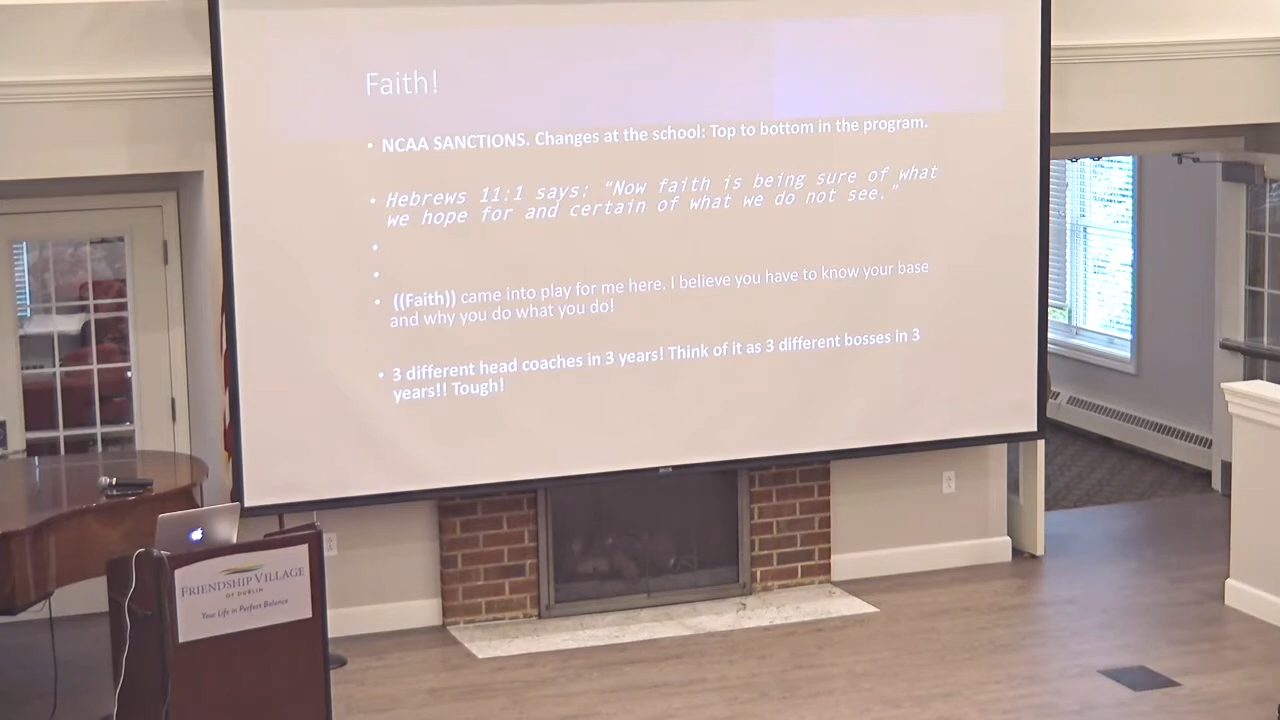 Faith!
• NCAA SANCTIONS. Changes at the school: Top to bottom in the program.
• Hebrews 11:1 says: "Now faith is being sure of what
we hope for and certain of what we do not see."
•
•
• ((Faith)) came into play for me here. I believe you have to know your base
and why you do what you do!
• 3 different head coaches in 3 years! Think of it as 3 different bosses in 3
years!! Tough!
FRIENDSHIP VILLAGE
OF DUBLIN
Your Life in Perfect Balance